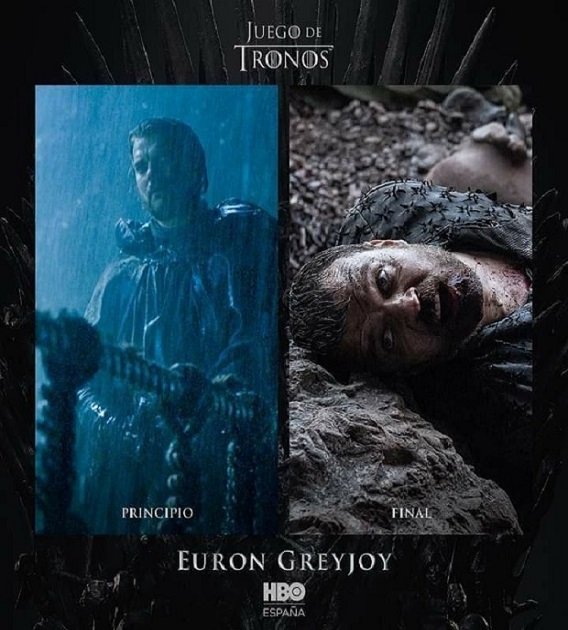 JUEGO DE
TRONOS
PRINCIPIO
FINAL
EURON GREYJOY
HBO
ESPAÑA